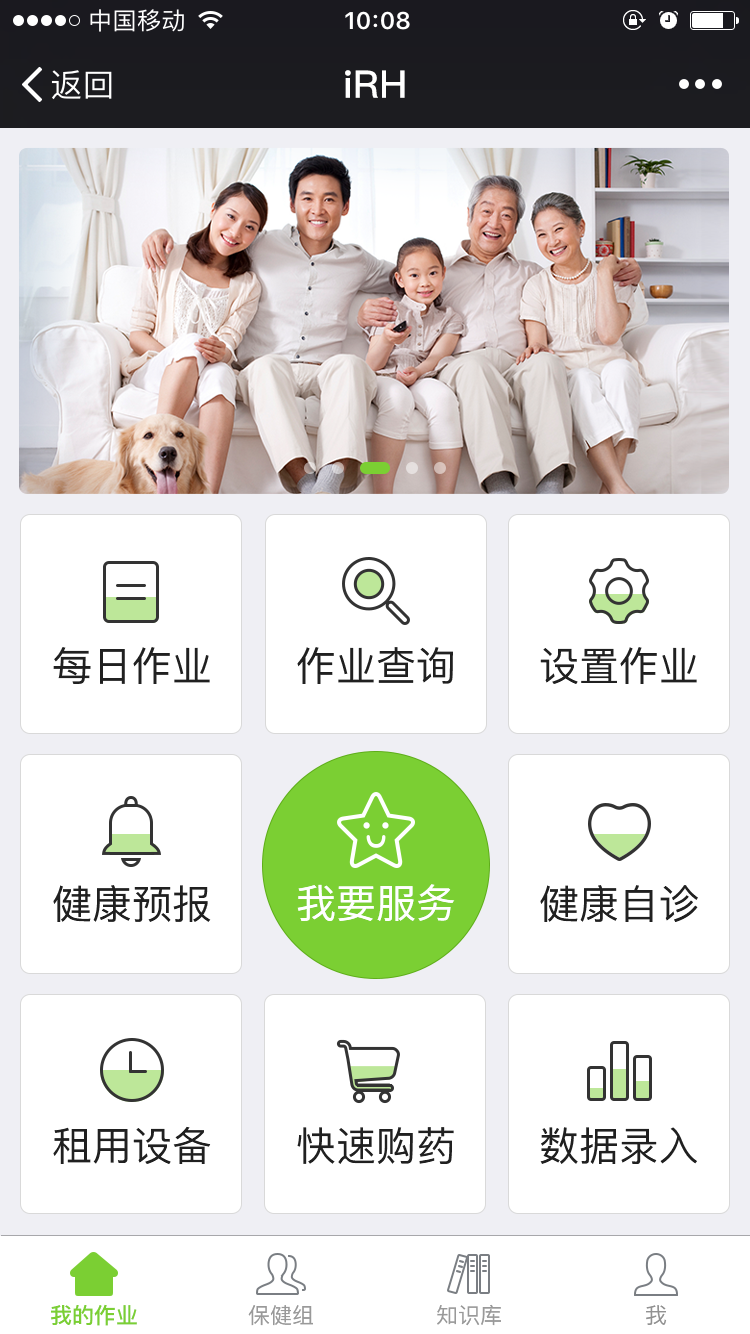 中国移动 10:08
返回 iRH
每日作业 作业查询 设置作业
健康预报 我要服务 健康自诊
租用设备 快速购药 数据录入
我的作业 保健组 知识库 我